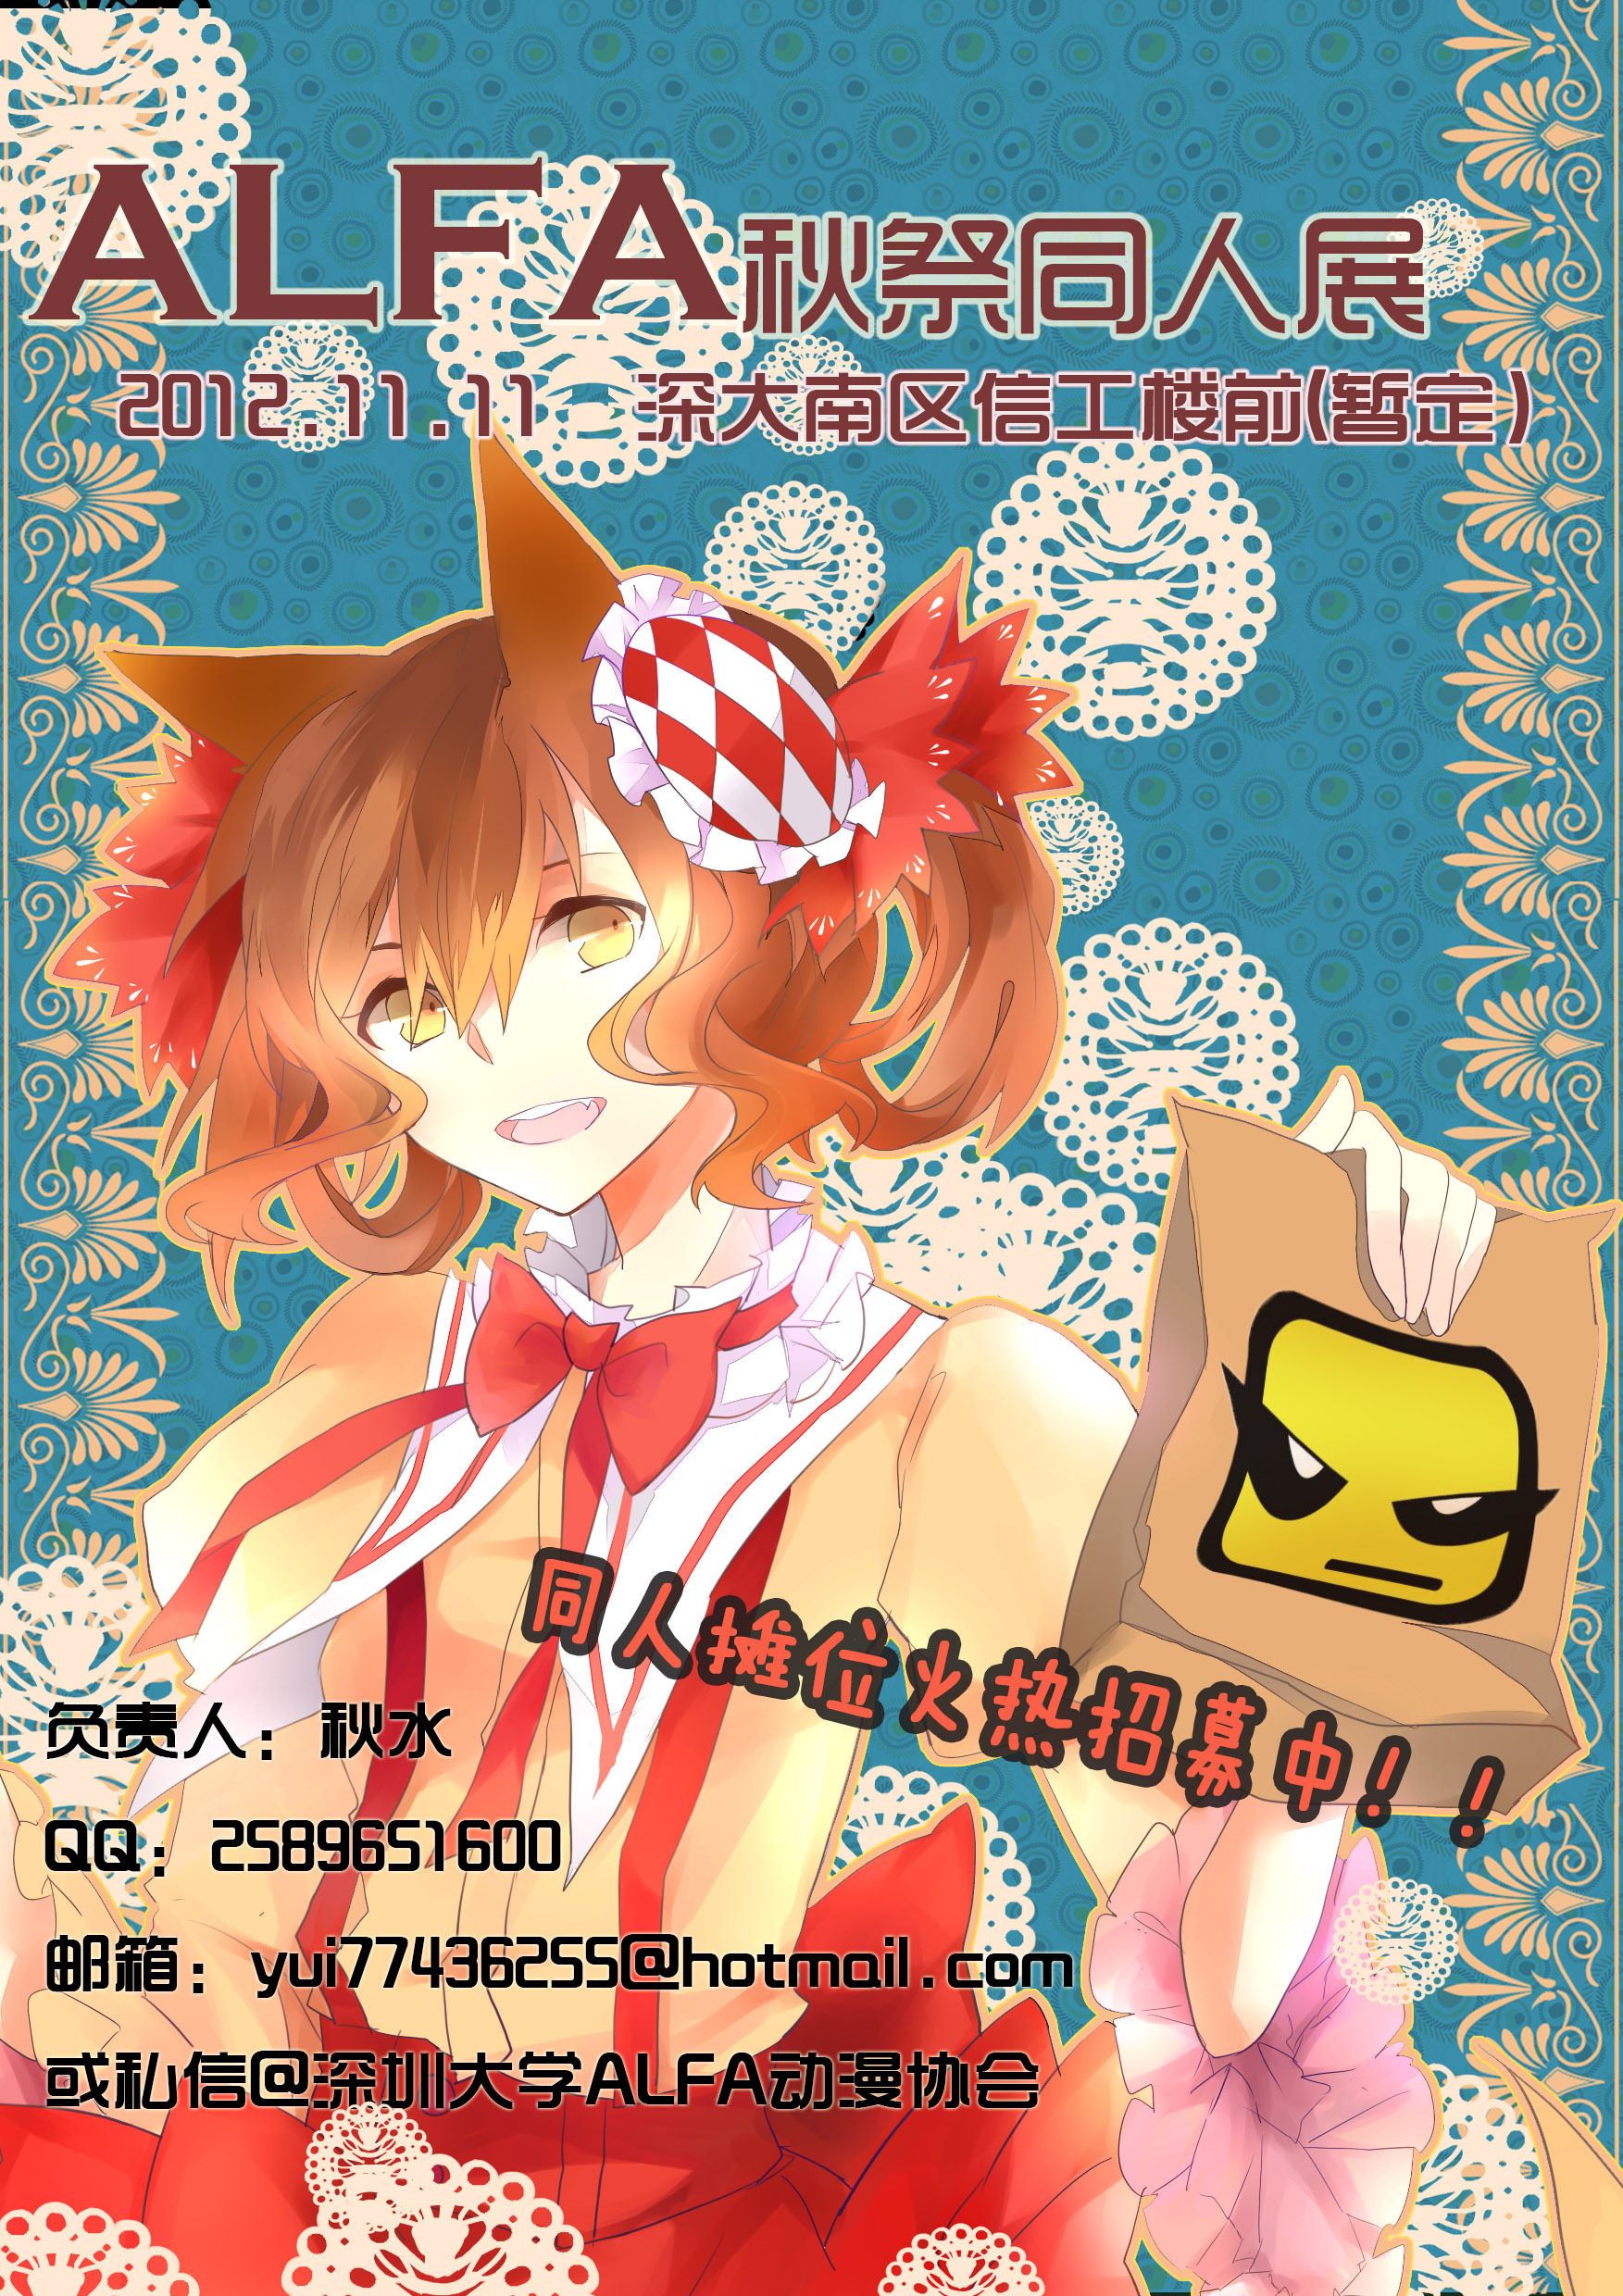 ALFA秋祭同人展
2012.11.11 深大南区信工楼前(暂定)
同人摊位火热招募中！！
负责人：秋水
QQ：2589651600
邮箱：yui77436255@hotmail.com
或私信@深圳大学ALFA动漫协会